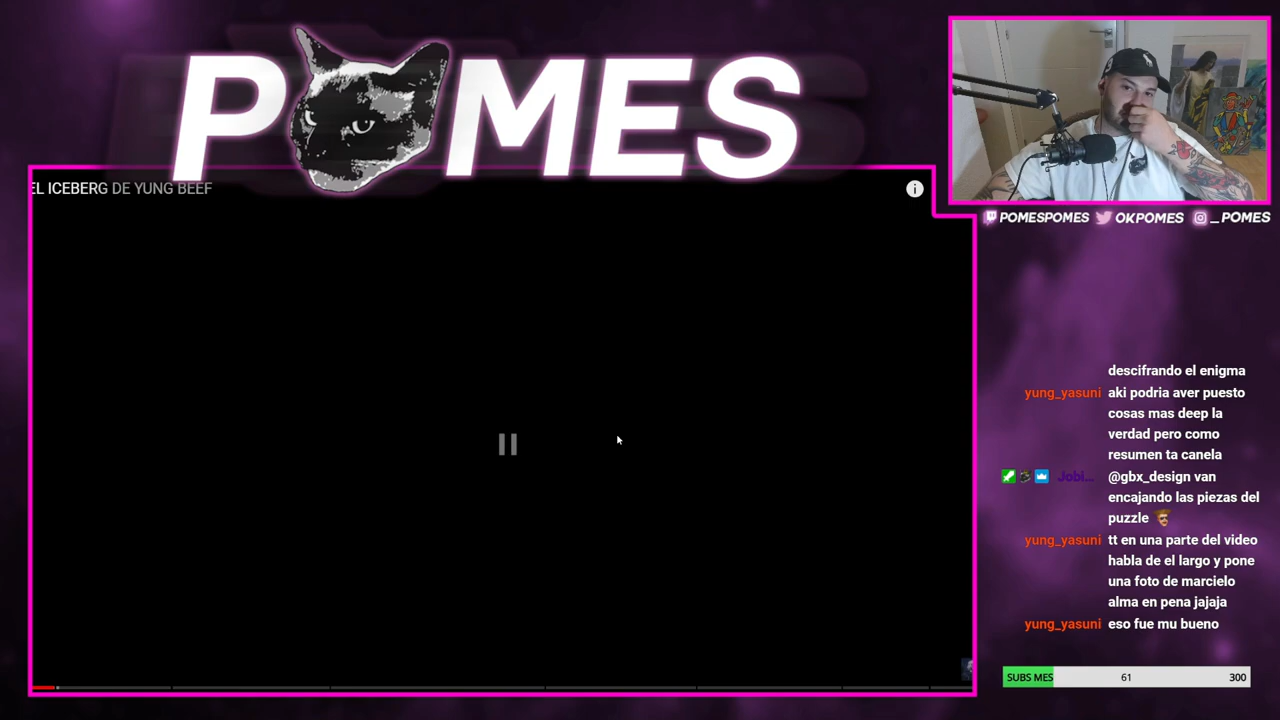 POMES
EL ICEBERG DE YUNG BEEF
POMESPOMES OKPOMES _POMES
descifrando el enigma
yung_yasuni aki podria aver puesto
cosas mas deep la
verdad pero como
resumen ta canela
Jobi... @gbx_design van
encajando las piezas del
puzzle
yung_yasuni tt en una parte del video
habla de el largo y pone
una foto de marcielo
alma en pena jajaja
yung_yasuni eso fue mu bueno
SUBS MES 61 300